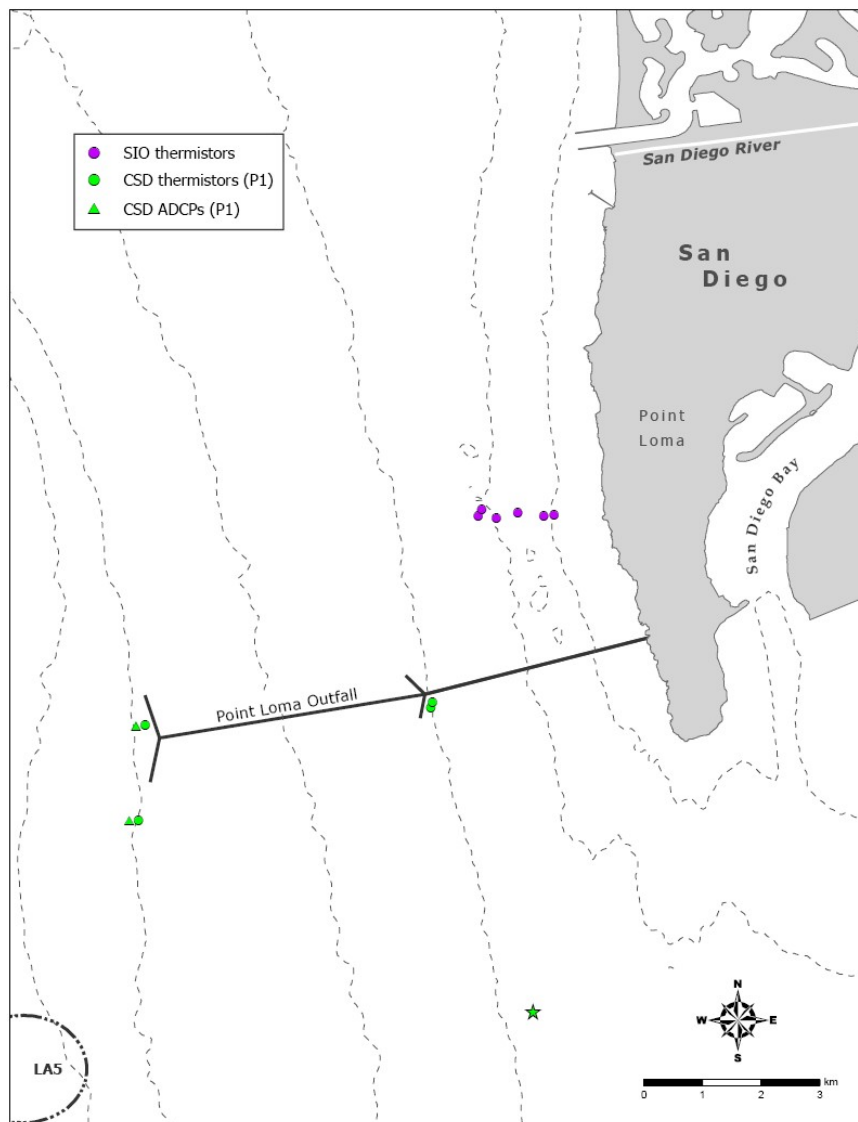 SIO thermistors
CSD thermistors (P1)
CSD ADCPs (P1)
San Diego River
San
Diego
Point
Loma
San Diego Bay
Point Loma Outfall
LA5
N
W E
S
km
0 1 2 3